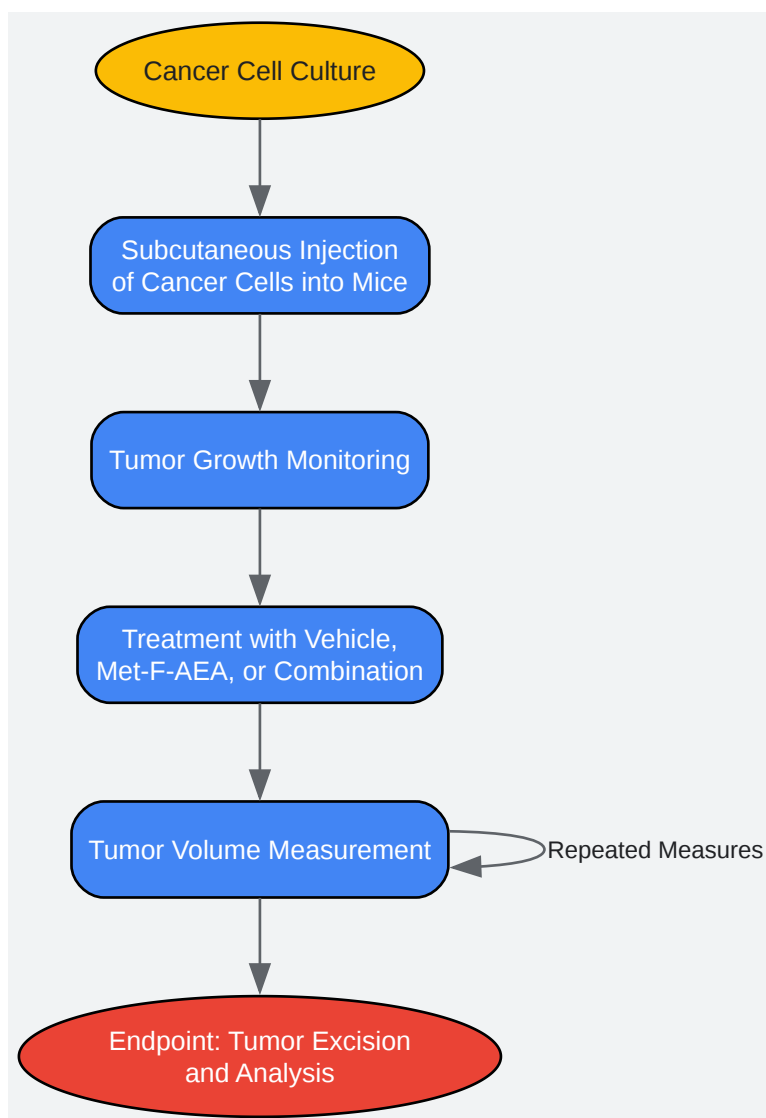 Cancer Cell Culture
Subcutaneous Injection
of Cancer Cells into Mice
Tumor Growth Monitoring
Treatment with Vehicle,
Met-F-AEA, or Combination
Tumor Volume Measurement
Repeated Measures
Endpoint: Tumor Excision
and Analysis